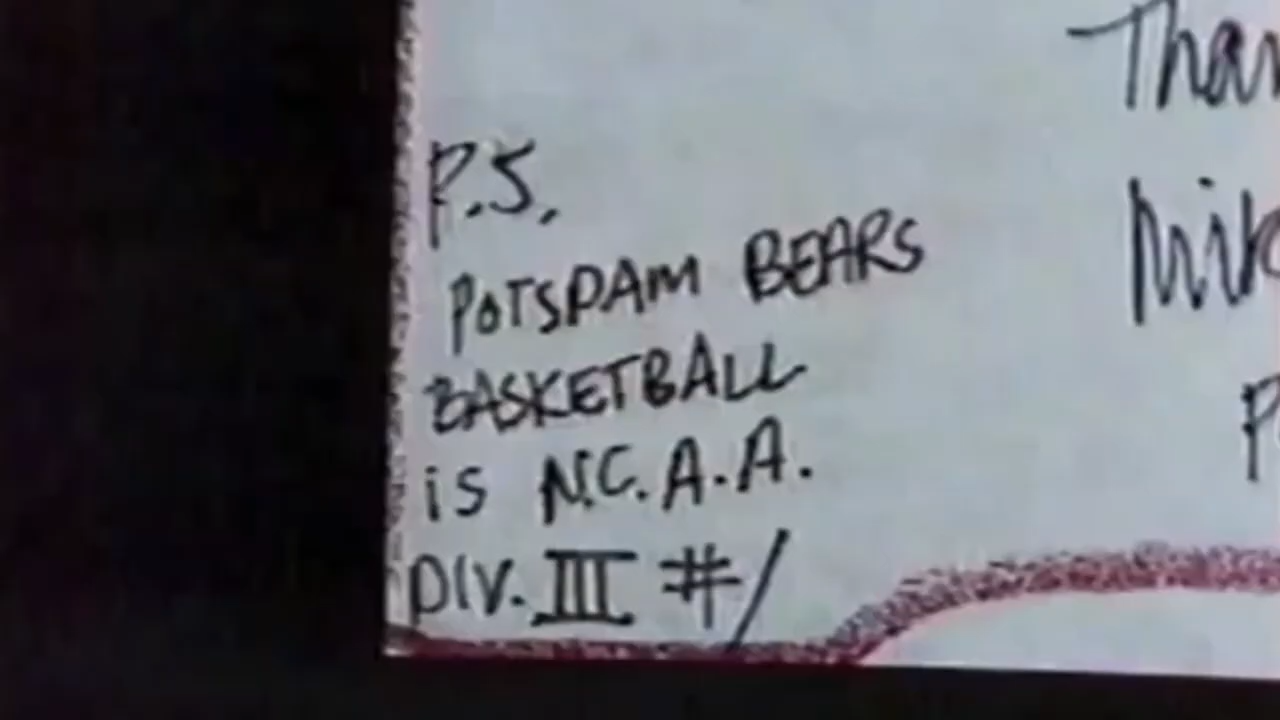 P.S.
POTSDAM BEARS
BASKETBALL
is N.C.A.A.
DIV. III #1